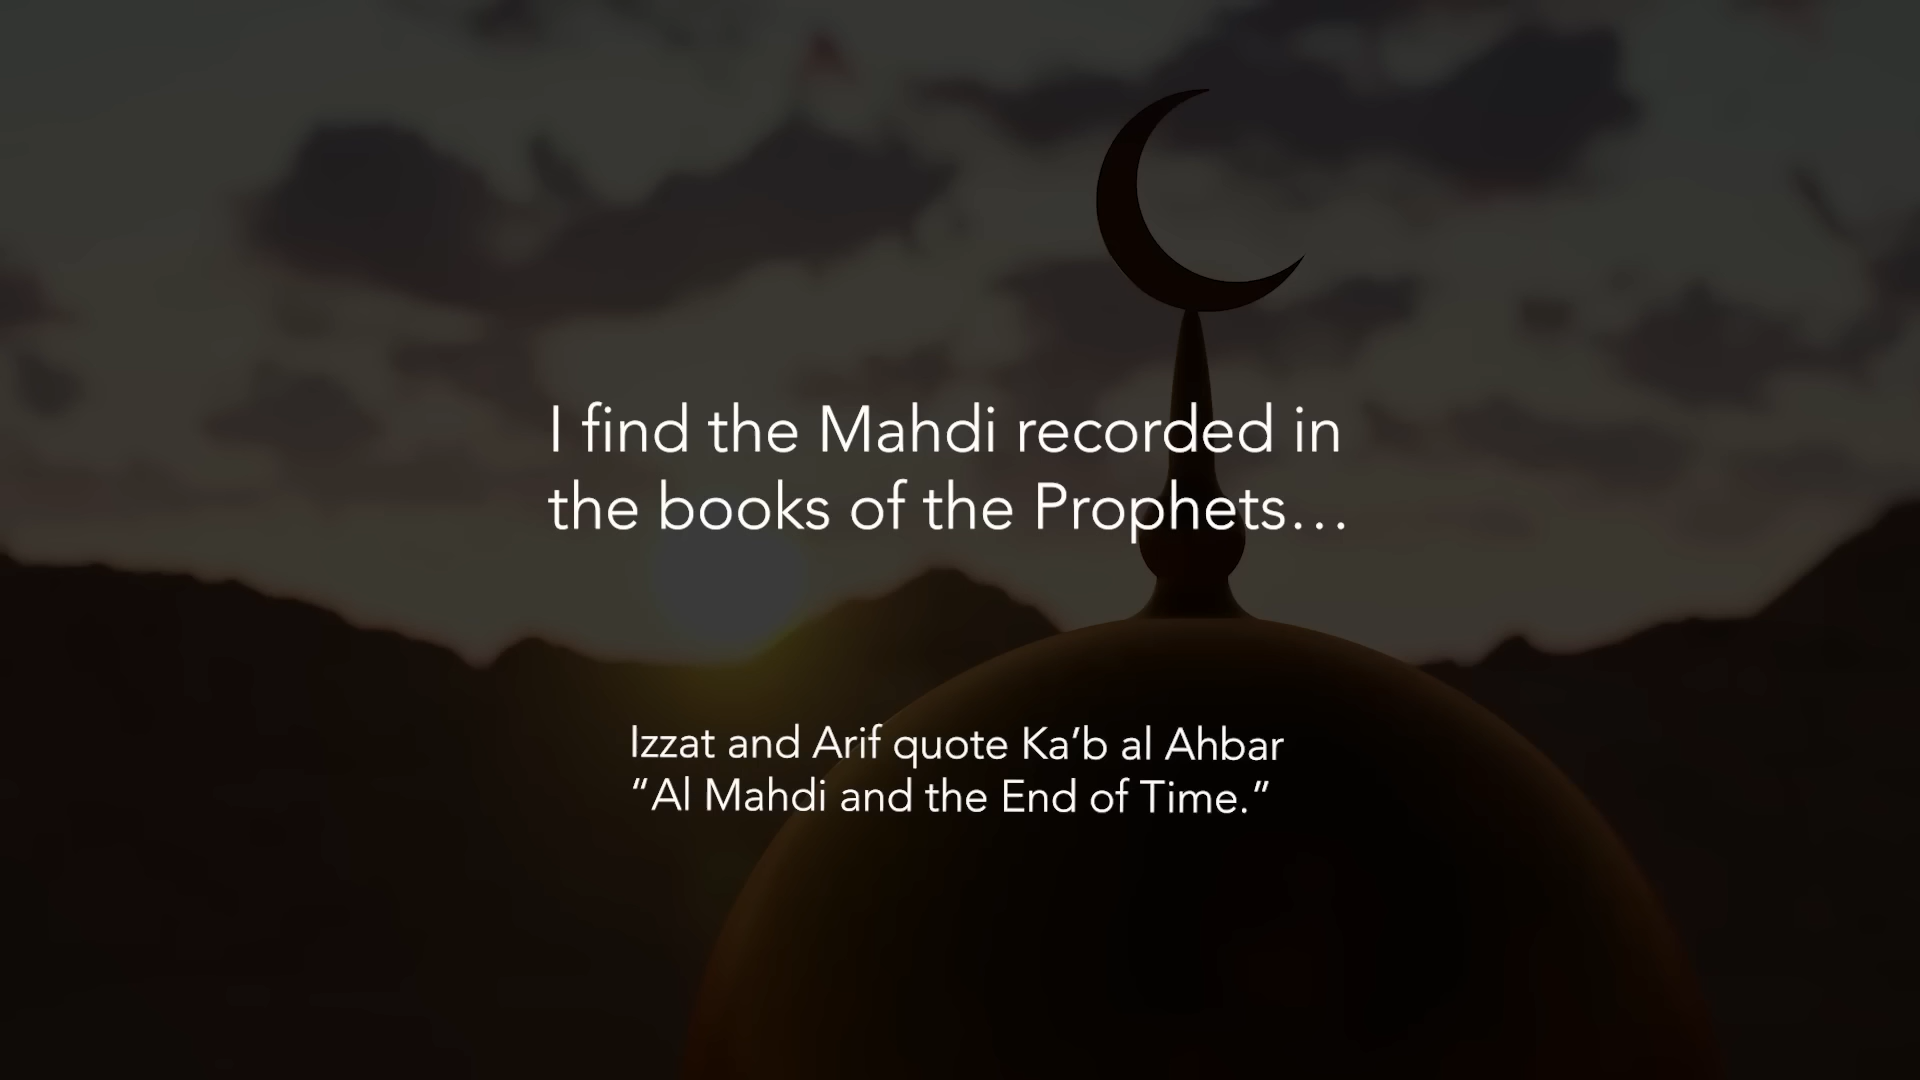 I find the Mahdi recorded in
the books of the Prophets…
Izzat and Arif quote Ka’b al Ahbar
“Al Mahdi and the End of Time.”